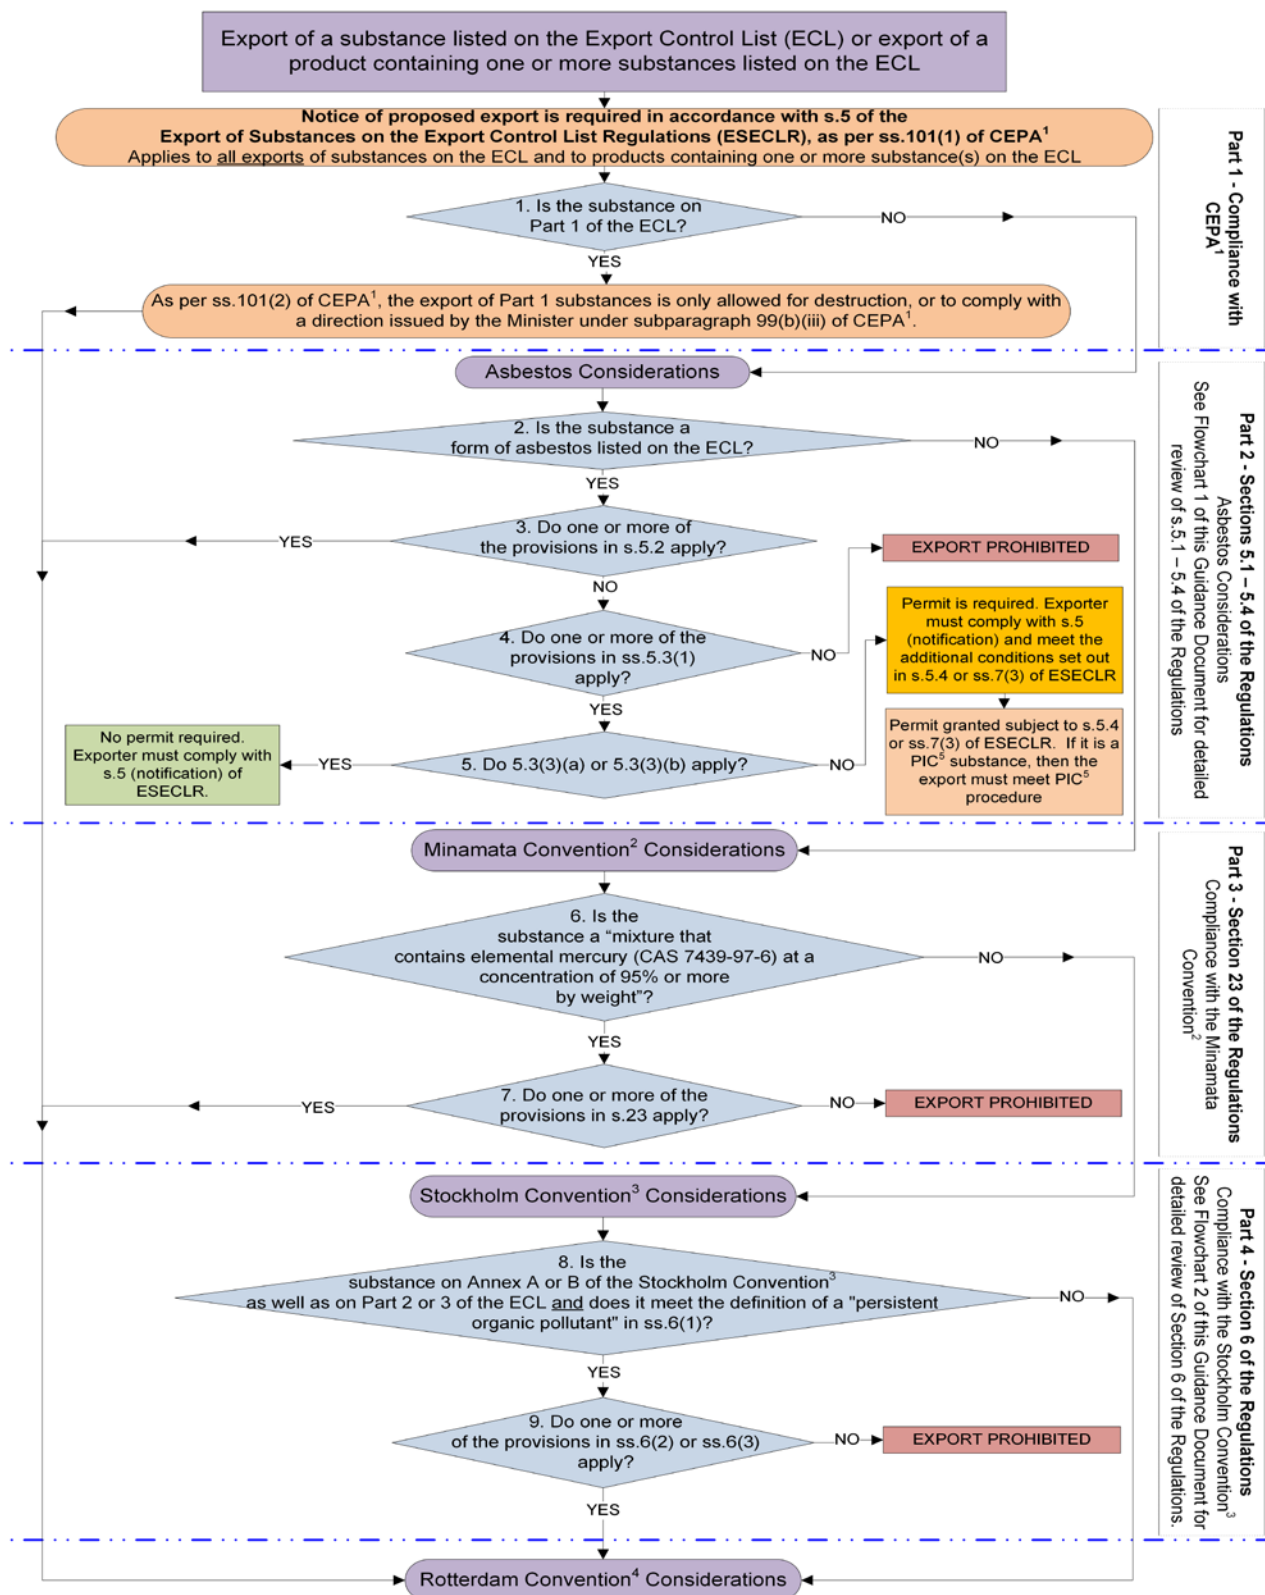 Export of a substance listed on the Export Control List (ECL) or export of a
product containing one or more substances listed on the ECL
Notice of proposed export is required in accordance with s.5 of the
Export of Substances on the Export Control List Regulations (ESECLR), as per ss.101(1) of CEPA¹
Applies to all exports of substances on the ECL and to products containing one or more substance(s) on the ECL
1. Is the substance on
Part 1 of the ECL?
NO
YES
As per ss.101(2) of CEPA¹, the export of Part 1 substances is only allowed for destruction, or to comply with
a direction issued by the Minister under subparagraph 99(b)(iii) of CEPA¹.
Part 1 - Compliance with
CEPA¹
Asbestos Considerations
2. Is the substance a
form of asbestos listed on the ECL?
NO
YES
3. Do one or more of
the provisions in s.5.2 apply?
YES
NO
EXPORT PROHIBITED
4. Do one or more of the
provisions in ss.5.3(1)
apply?
NO
YES
Permit is required. Exporter
must comply with s.5
(notification) and meet the
additional conditions set out
in s.5.4 or ss.7(3) of ESECLR
5. Do 5.3(3)(a) or 5.3(3)(b) apply?
YES
NO
No permit required.
Exporter must comply with
s.5 (notification) of
ESECLR.
Permit granted subject to s.5.4
or ss.7(3) of ESECLR. If it is a
PIC⁵ substance, then the
export must meet PIC⁵
procedure
Part 2 - Sections 5.1 – 5.4 of the Regulations
Asbestos Considerations
See Flowchart 1 of this Guidance Document for detailed
review of s.5.1 – 5.4 of the Regulations
Minamata Convention² Considerations
6. Is the
substance a “mixture that
contains elemental mercury (CAS 7439-97-6) at a
concentration of 95% or more
by weight”?
NO
YES
7. Do one or more of the
provisions in s.23 apply?
YES
NO
EXPORT PROHIBITED
Part 3 - Section 23 of the Regulations
Compliance with the Minamata
Convention²
Stockholm Convention³ Considerations
8. Is the
substance on Annex A or B of the Stockholm Convention³
as well as on Part 2 or 3 of the ECL and does it meet the definition of a "persistent
organic pollutant" in ss.6(1)?
NO
YES
9. Do one or more
of the provisions in ss.6(2) or ss.6(3)
apply?
NO
EXPORT PROHIBITED
YES
Part 4 - Section 6 of the Regulations
Compliance with the Stockholm Convention³
See Flowchart 2 of this Guidance Document for
detailed review of Section 6 of the Regulations.
Rotterdam Convention⁴ Considerations